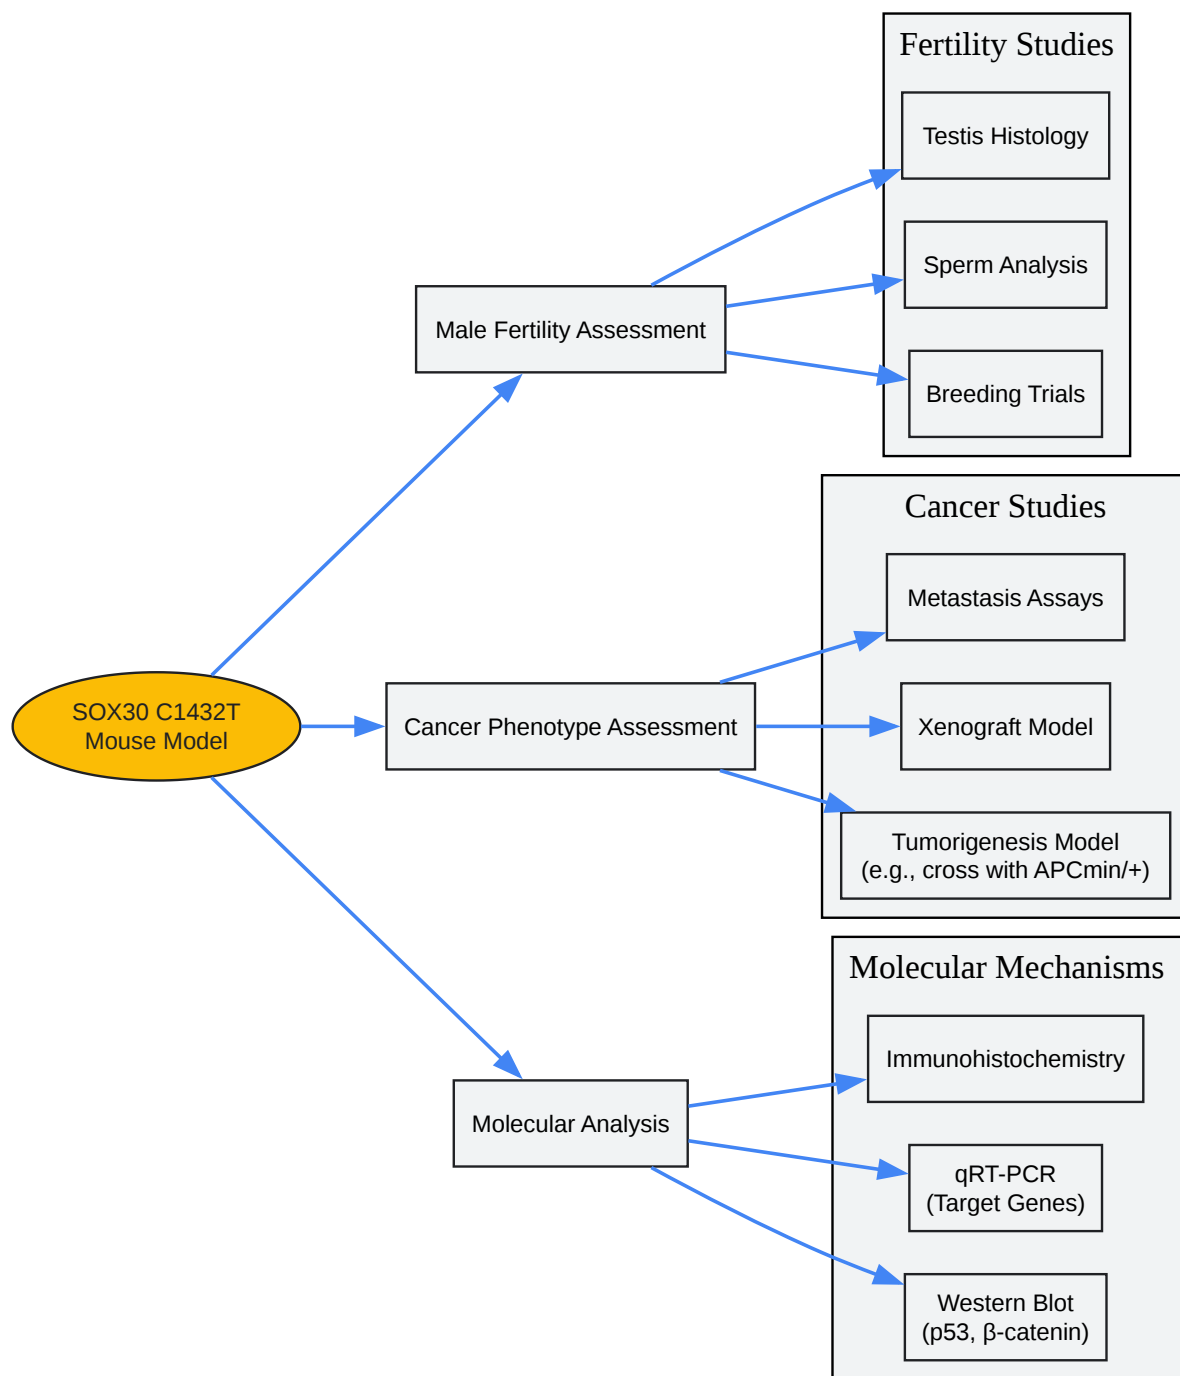 Fertility Studies
Testis Histology
Sperm Analysis
Male Fertility Assessment
Breeding Trials
Cancer Studies
Metastasis Assays
SOX30 C1432T
Mouse Model
Cancer Phenotype Assessment
Xenograft Model
Tumorigenesis Model
(e.g., cross with APCmin/+)
Molecular Mechanisms
Immunohistochemistry
Molecular Analysis
qRT-PCR
(Target Genes)
Western Blot
(p53, β-catenin)